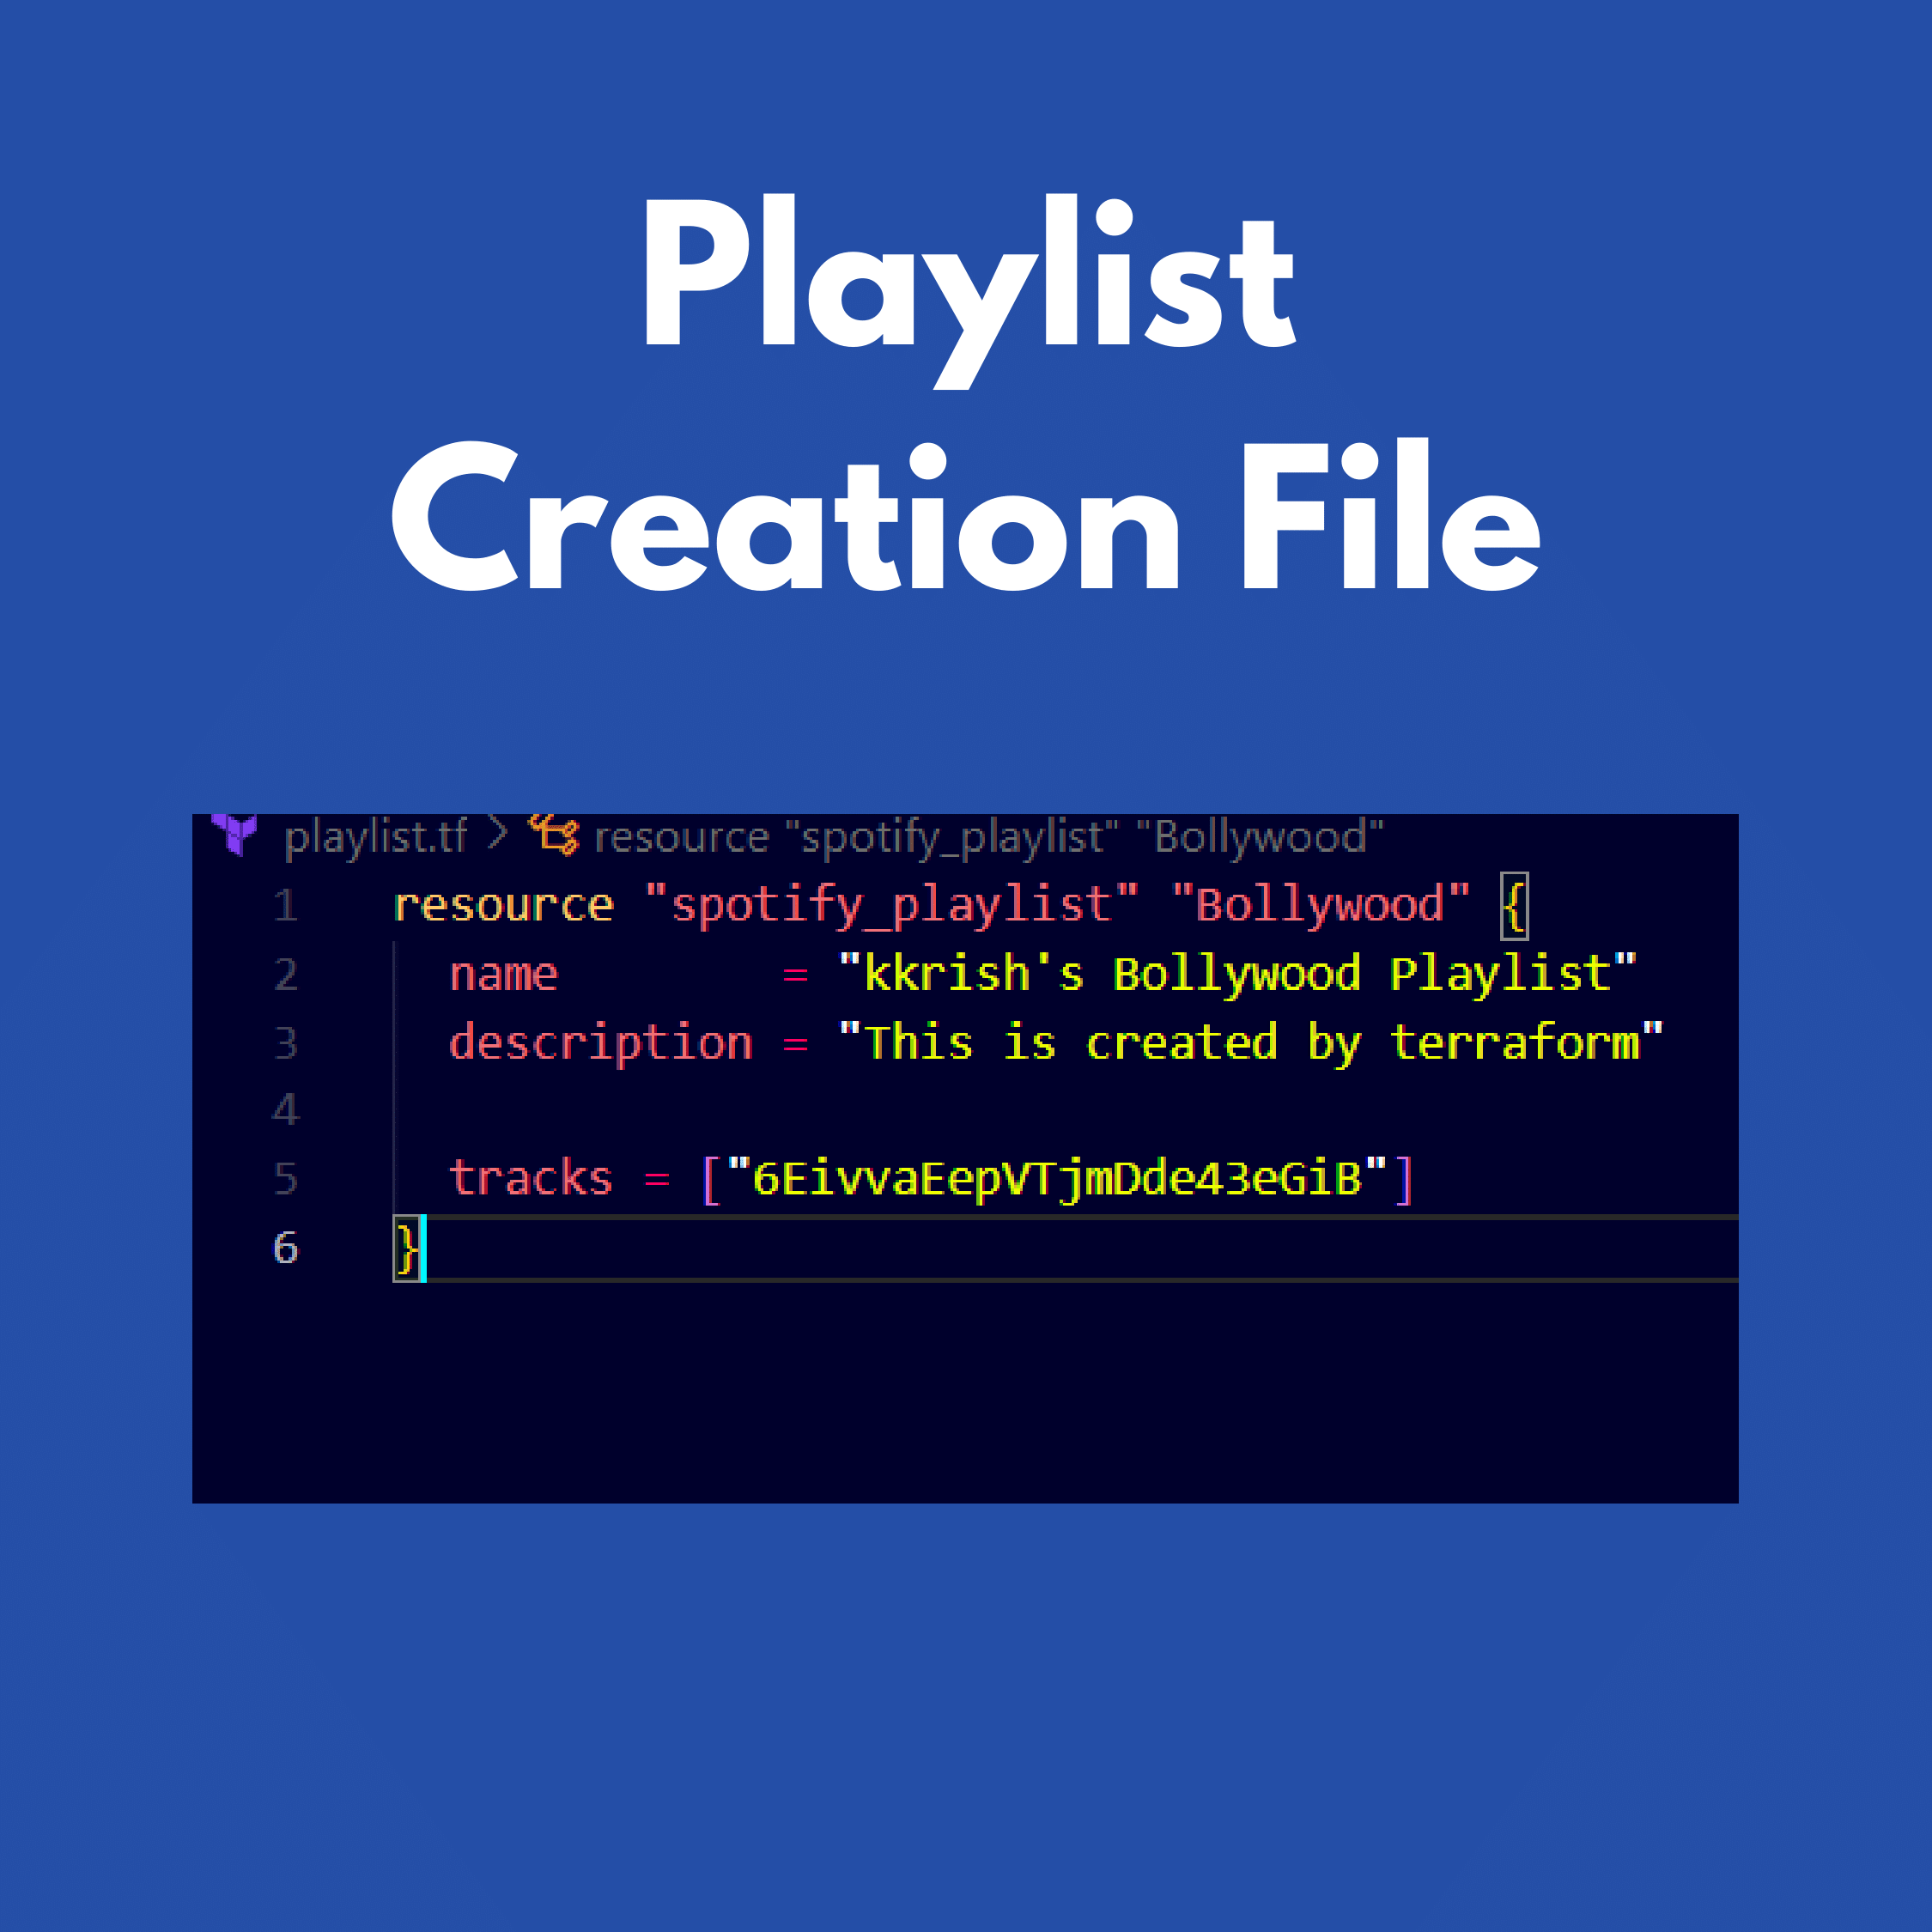 Playlist
Creation File
playlist.tf > resource "spotify_playlist" "Bollywood"
1 resource "spotify_playlist" "Bollywood" {
2 name = "kkrish's Bollywood Playlist"
3 description = "This is created by terraform"
4
5 tracks = ["6EivvaEepVTjmDde43eGiB"]
6 }